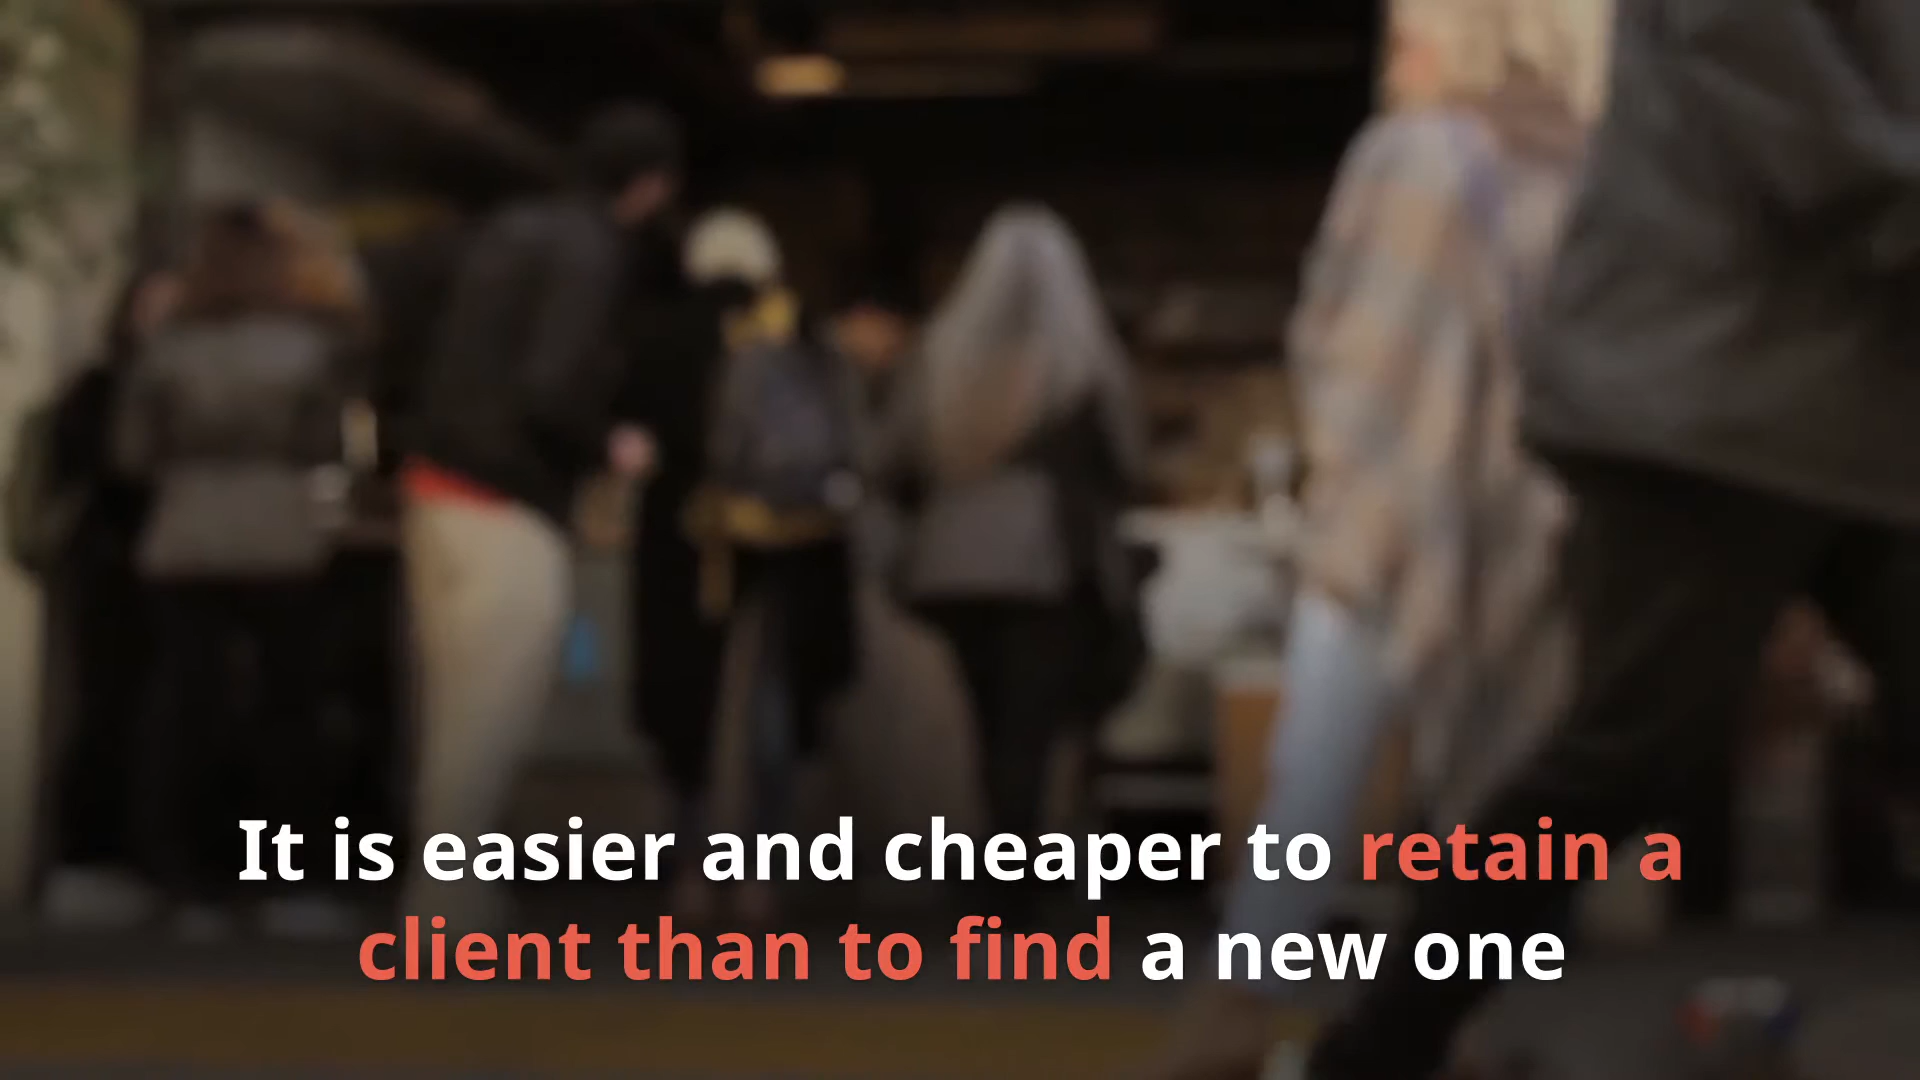 It is easier and cheaper to retain a
client than to find a new one